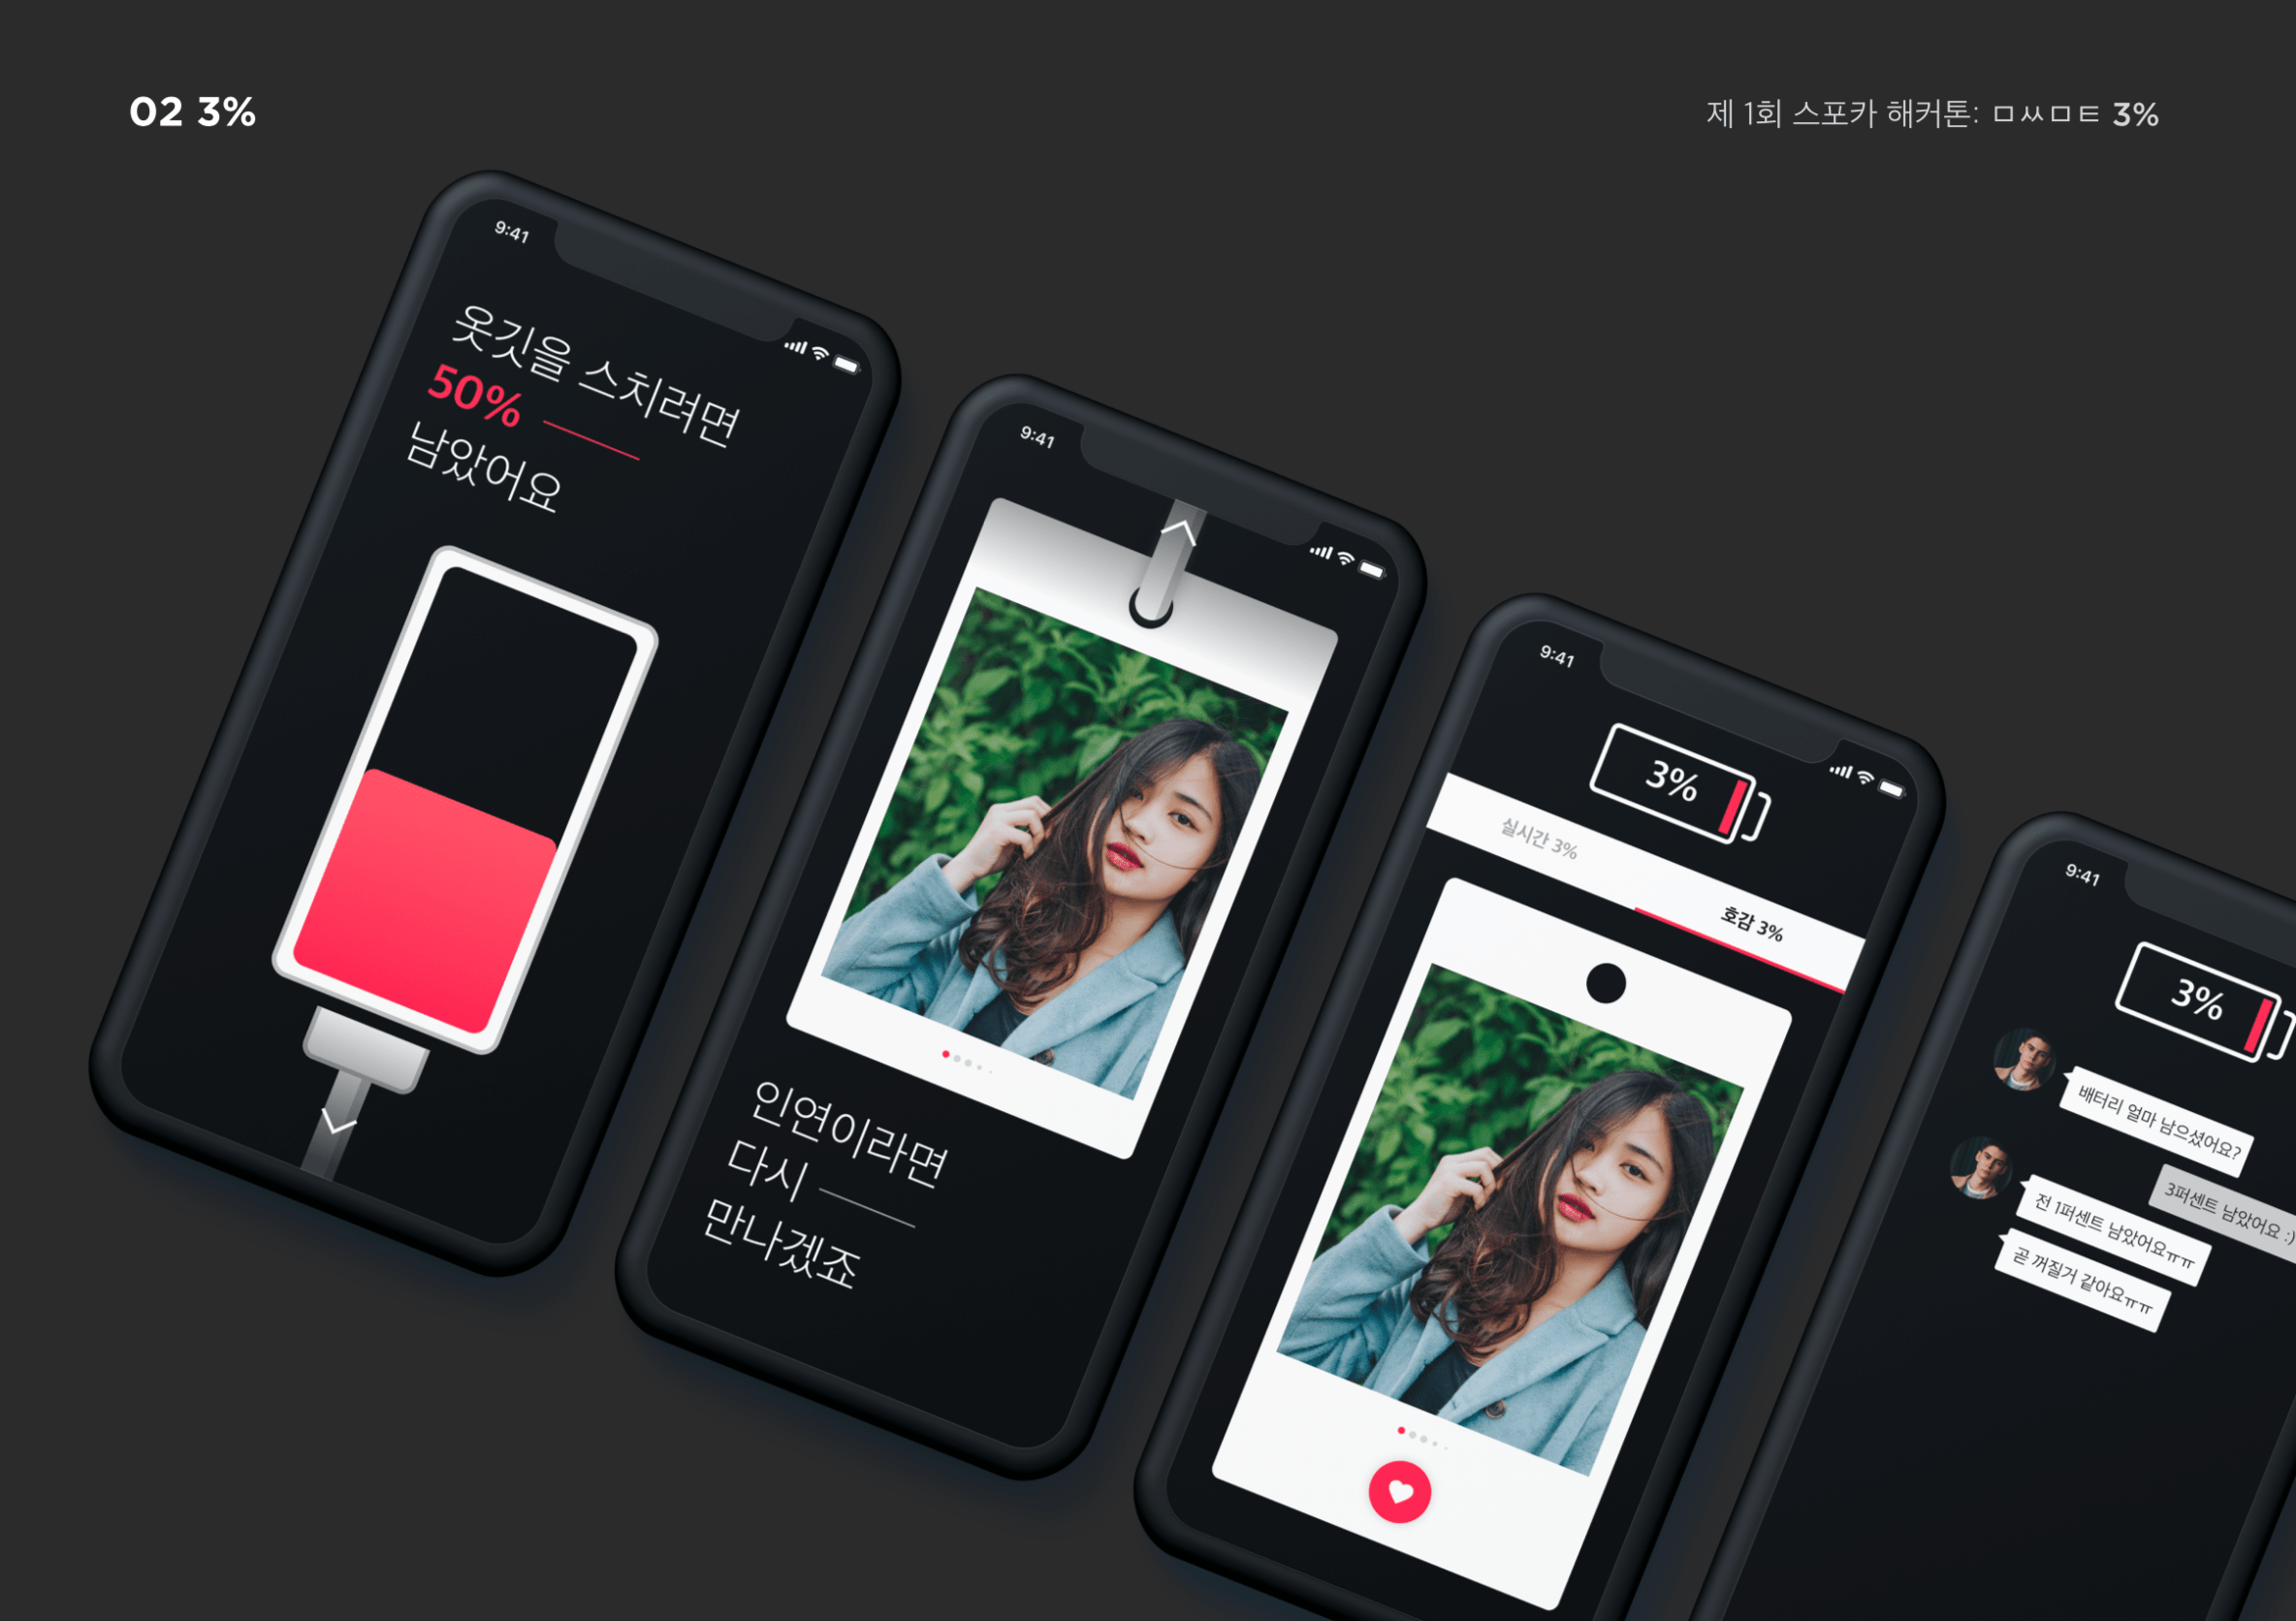 02 3%
제 1회 스포카 해커톤: ㅁㅆㅁㅌ 3%
9:41
옷깃을 스치려면
50%
남았어요
9:41
인연이라면
다시
만나겠죠
9:41
3%
실시간 3%
호감 3%
9:41
3%
배터리 얼마 남으셨어요?
3퍼센트 남았어요 :)
전 1퍼센트 남았어요ㅠㅠ
곧 꺼질거 같아요ㅠㅠ